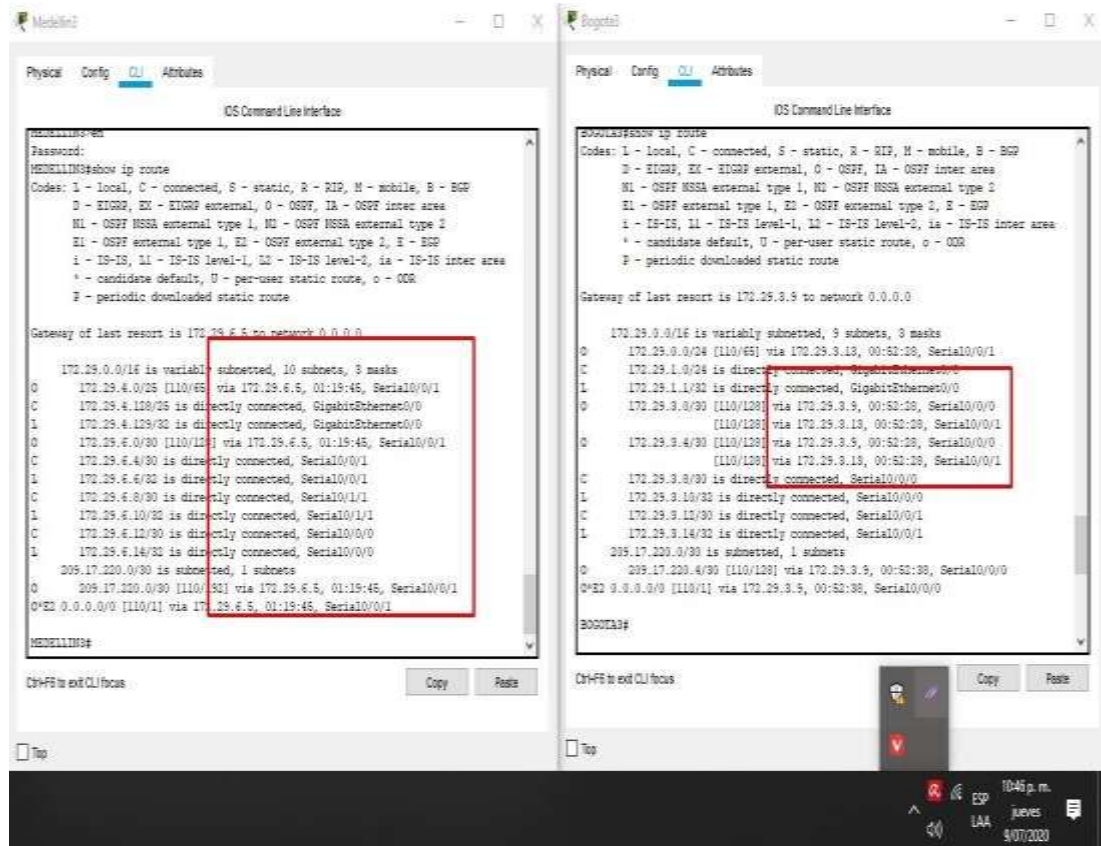 Medellin3
Physical Config CLI Attributes
IOS Command Line Interface
MEDELLIN3>en
Password:
MEDELLIN3#show ip route
Codes: L - local, C - connected, S - static, R - RIP, M - mobile, B - BGP
D - EIGRP, EX - EIGRP external, O - OSPF, IA - OSPF inter area
N1 - OSPF NSSA external type 1, N2 - OSPF NSSA external type 2
E1 - OSPF external type 1, E2 - OSPF external type 2, E - EGP
i - IS-IS, L1 - IS-IS level-1, L2 - IS-IS level-2, ia - IS-IS inter area
* - candidate default, U - per-user static route, o - ODR
P - periodic downloaded static route
Gateway of last resort is 172.29.6.5 to network 0.0.0.0
172.29.0.0/16 is variably subnetted, 10 subnets, 3 masks
O 172.29.4.0/25 [110/65] via 172.29.6.5, 01:19:45, Serial0/0/1
C 172.29.4.128/25 is directly connected, GigabitEthernet0/0
L 172.29.4.129/32 is directly connected, GigabitEthernet0/0
O 172.29.6.0/30 [110/128] via 172.29.6.5, 01:19:45, Serial0/0/1
C 172.29.6.4/30 is directly connected, Serial0/0/1
L 172.29.6.6/32 is directly connected, Serial0/0/1
C 172.29.6.8/30 is directly connected, Serial0/1/1
L 172.29.6.10/32 is directly connected, Serial0/1/1
C 172.29.6.12/30 is directly connected, Serial0/0/0
L 172.29.6.14/32 is directly connected, Serial0/0/0
209.17.220.0/30 is subnetted, 1 subnets
O 209.17.220.0/30 [110/192] via 172.29.6.5, 01:19:45, Serial0/0/1
O*E2 0.0.0.0/0 [110/1] via 172.29.6.5, 01:19:45, Serial0/0/1
MEDELLIN3#
Ctrl+F6 to exit CLI focus
Copy Paste
Top
Bogota3
Physical Config CLI Attributes
IOS Command Line Interface
BOGOTA3#show ip route
Codes: L - local, C - connected, S - static, R - RIP, M - mobile, B - BGP
D - EIGRP, EX - EIGRP external, O - OSPF, IA - OSPF inter area
N1 - OSPF NSSA external type 1, N2 - OSPF NSSA external type 2
E1 - OSPF external type 1, E2 - OSPF external type 2, E - EGP
i - IS-IS, L1 - IS-IS level-1, L2 - IS-IS level-2, ia - IS-IS inter area
* - candidate default, U - per-user static route, o - ODR
P - periodic downloaded static route
Gateway of last resort is 172.29.3.9 to network 0.0.0.0
172.29.0.0/16 is variably subnetted, 9 subnets, 3 masks
O 172.29.0.0/24 [110/65] via 172.29.3.13, 00:52:28, Serial0/0/1
C 172.29.1.0/24 is directly connected, GigabitEthernet0/0
L 172.29.1.1/32 is directly connected, GigabitEthernet0/0
O 172.29.3.0/30 [110/128] via 172.29.3.9, 00:52:28, Serial0/0/0
[110/128] via 172.29.3.13, 00:52:28, Serial0/0/1
O 172.29.3.4/30 [110/128] via 172.29.3.9, 00:52:28, Serial0/0/0
[110/128] via 172.29.3.13, 00:52:28, Serial0/0/1
C 172.29.3.8/30 is directly connected, Serial0/0/0
L 172.29.3.10/32 is directly connected, Serial0/0/0
C 172.29.3.12/30 is directly connected, Serial0/0/1
L 172.29.3.14/32 is directly connected, Serial0/0/1
209.17.220.0/30 is subnetted, 1 subnets
O 209.17.220.4/30 [110/128] via 172.29.3.9, 00:52:38, Serial0/0/0
O*E2 0.0.0.0/0 [110/1] via 172.29.3.9, 00:52:38, Serial0/0/0
BOGOTA3#
Ctrl+F6 to exit CLI focus
Copy Paste
Top
ESP
LAA
10:46 p. m.
jueves
9/07/2020